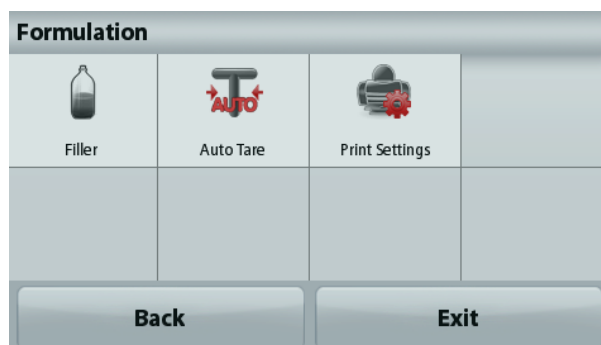 Formulation
AUTO
Filler
Auto Tare
Print Settings
Back
Exit